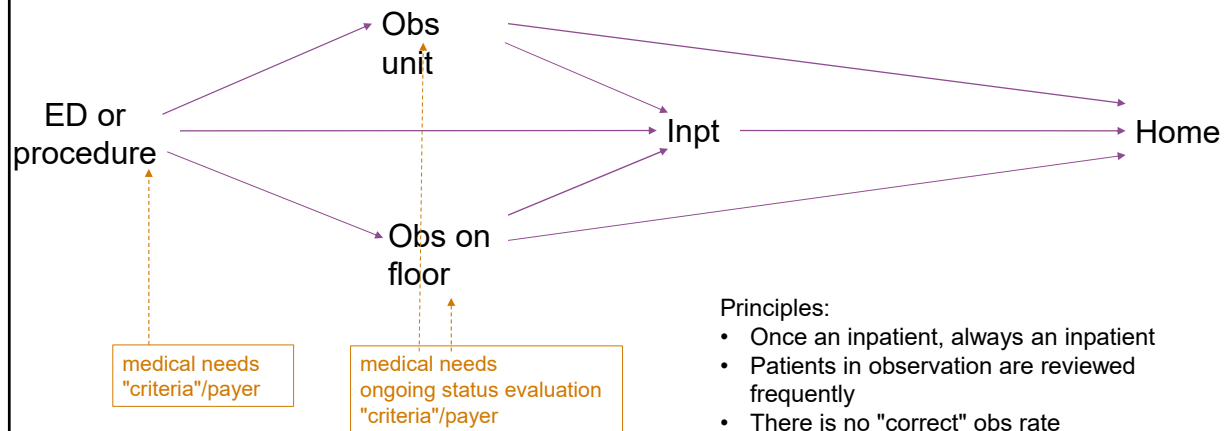 Obs
unit
ED or
procedure
Inpt
Home
Obs on
floor
medical needs
"criteria"/payer
medical needs
ongoing status evaluation
"criteria"/payer
Principles:
• Once an inpatient, always an inpatient
• Patients in observation are reviewed
frequently
• There is no "correct" obs rate